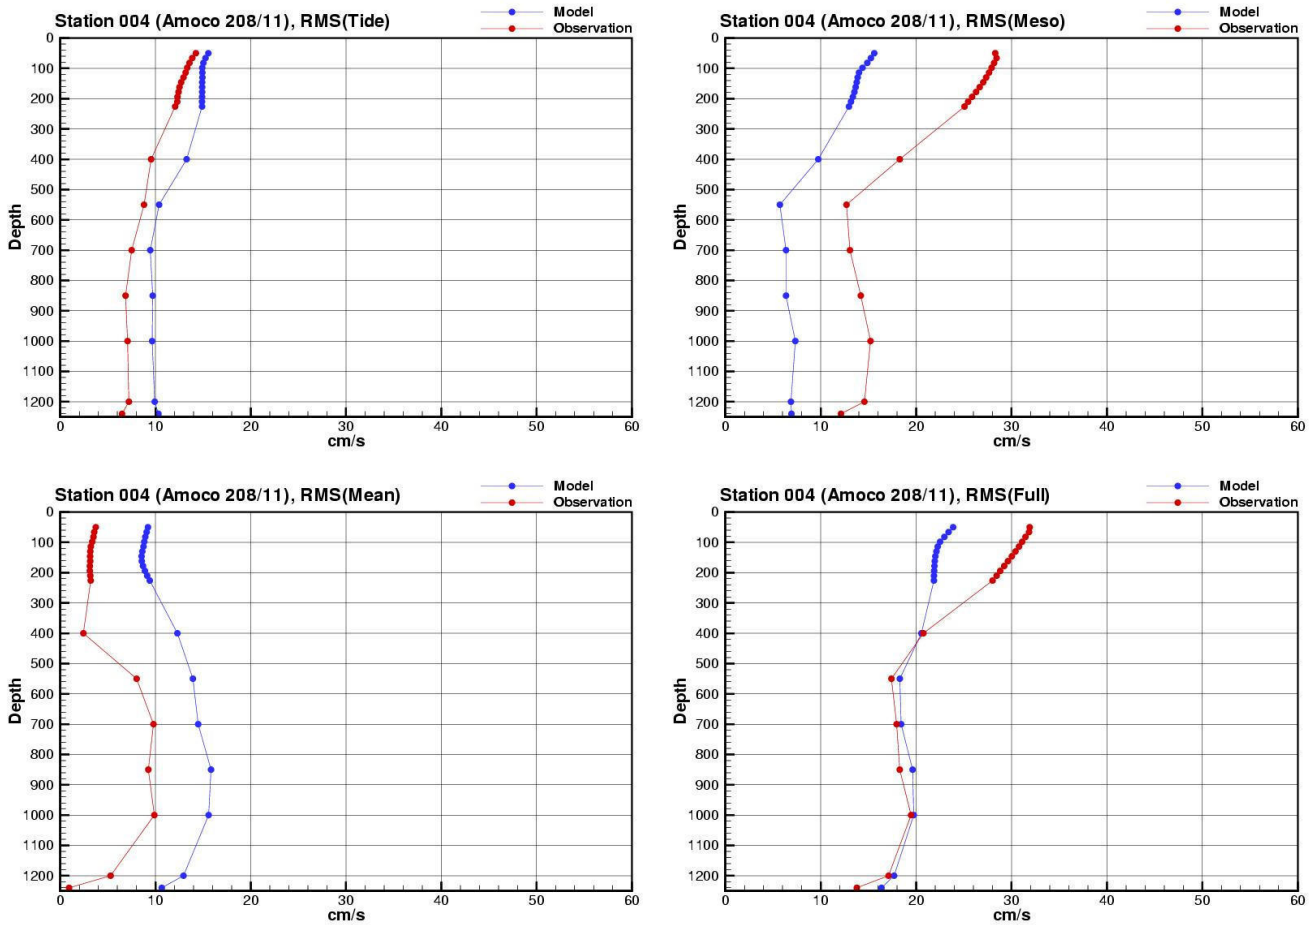 Station 004 (Amoco 208/11), RMS(Tide)
Model
Observation
0
100
200
300
400
500
600
700
800
900
1000
1100
1200
Depth
0 10 20 30 40 50 60
cm/s
Station 004 (Amoco 208/11), RMS(Meso)
Model
Observation
0
100
200
300
400
500
600
700
800
900
1000
1100
1200
Depth
0 10 20 30 40 50 60
cm/s
Station 004 (Amoco 208/11), RMS(Mean)
Model
Observation
0
100
200
300
400
500
600
700
800
900
1000
1100
1200
Depth
0 10 20 30 40 50 60
cm/s
Station 004 (Amoco 208/11), RMS(Full)
Model
Observation
0
100
200
300
400
500
600
700
800
900
1000
1100
1200
Depth
0 10 20 30 40 50 60
cm/s